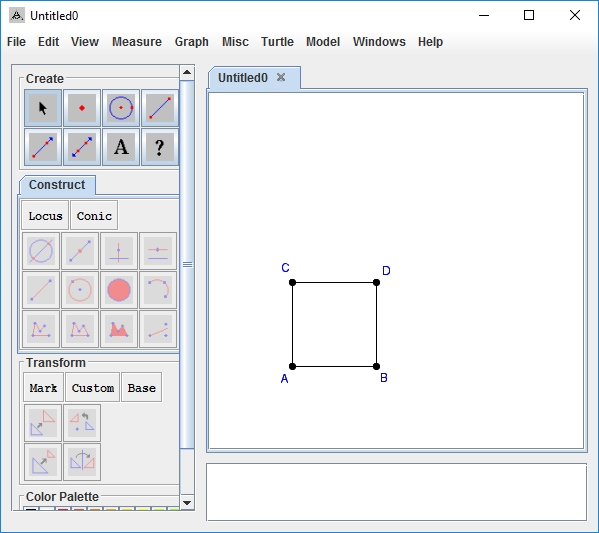 Untitled0
File Edit View Measure Graph Misc Turtle Model Windows Help
Create
A ?
Construct
Locus Conic
Transform
Mark Custom Base
Color Palette
Untitled0
C D
A B